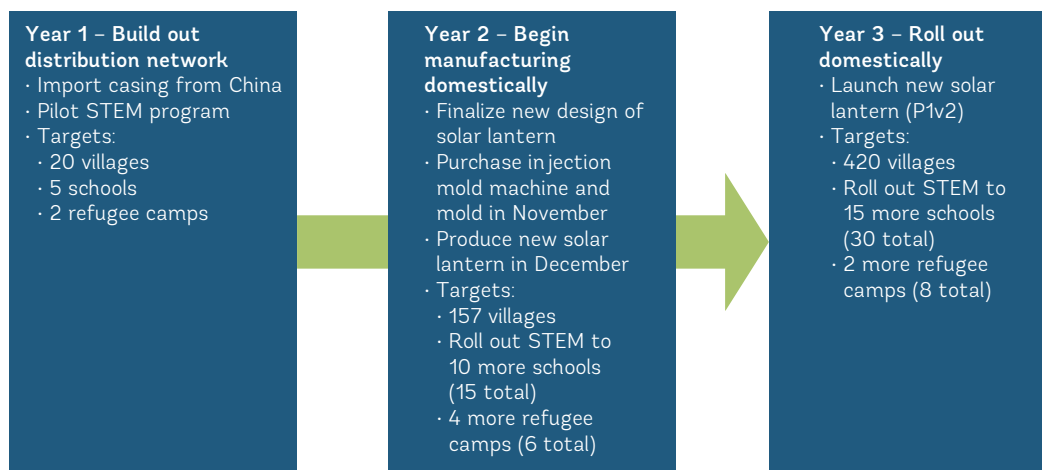 Year 1 – Build out
distribution network
· Import casing from China
· Pilot STEM program
· Targets:
· 20 villages
· 5 schools
· 2 refugee camps
Year 2 – Begin
manufacturing
domestically
· Finalize new design of
solar lantern
· Purchase injection
mold machine and
mold in November
· Produce new solar
lantern in December
· Targets:
· 157 villages
· Roll out STEM to
10 more schools
(15 total)
· 4 more refugee
camps (6 total)
Year 3 – Roll out
domestically
· Launch new solar
lantern (P1v2)
· Targets:
· 420 villages
· Roll out STEM to
15 more schools
(30 total)
· 2 more refugee
camps (8 total)